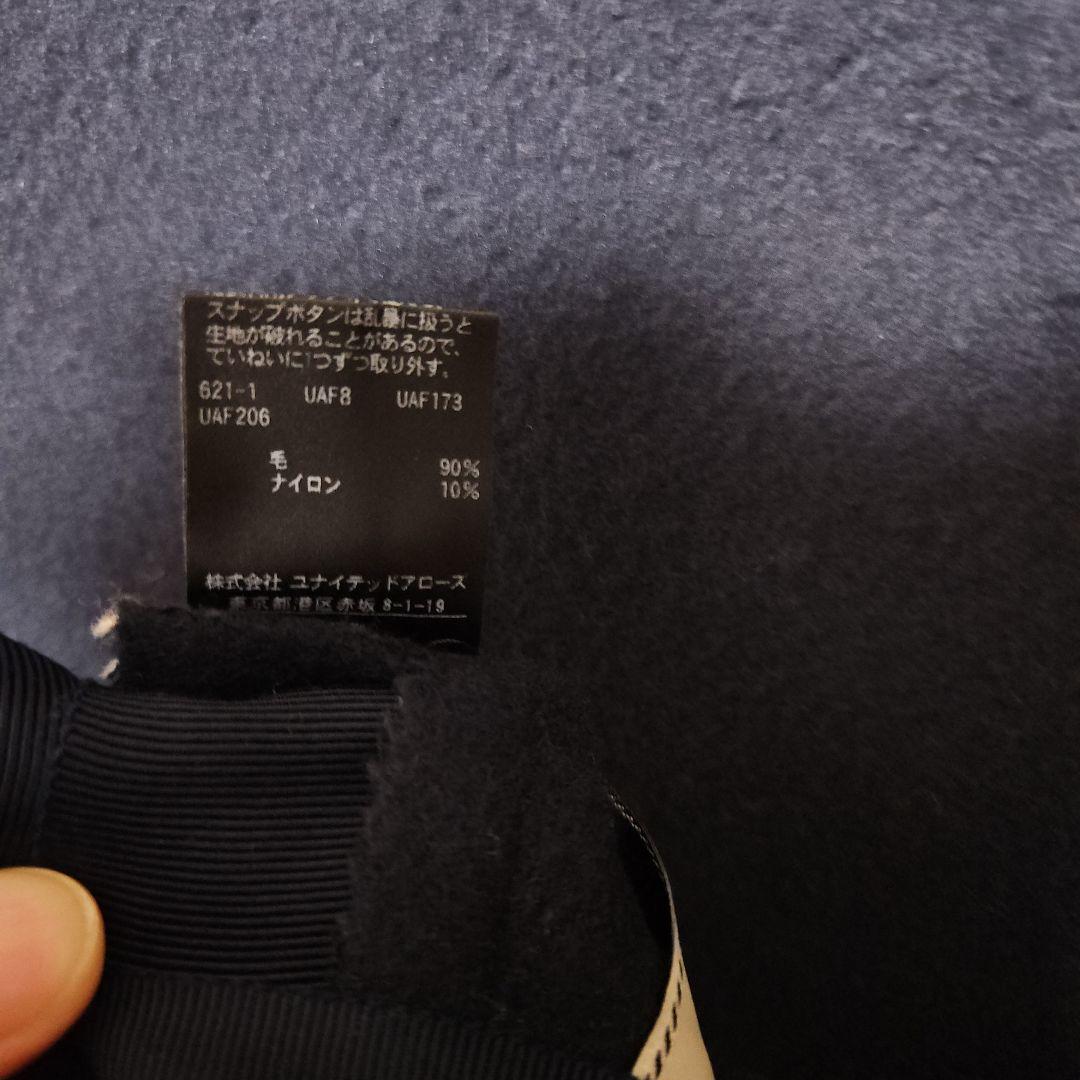 スナップボタンは乱暴に扱うと
生地が破れることがあるので、
ていねいに1つずつ取り外す。
621-1 UAF8 UAF173
UAF206
毛 90%
ナイロン 10%
株式会社 ユナイテッドアローズ
東京都港区赤坂 8-1-19